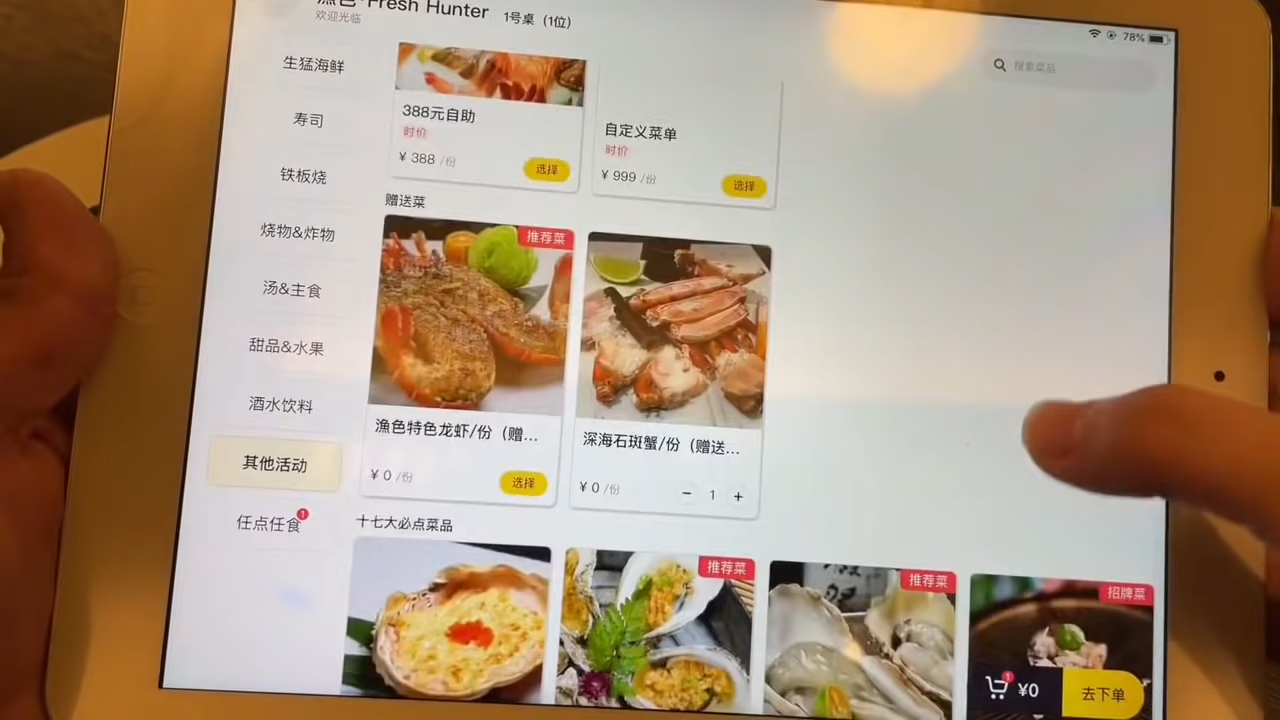 漁色·Fresh Hunter 1号桌（1位）
欢迎光临
78%
搜索菜品
生猛海鲜
寿司
铁板烧
烧物&炸物
汤&主食
甜品&水果
酒水饮料
其他活动
任点任食
1
388元自助
时价
¥ 388 /份
选择
自定义菜单
时价
¥ 999 /份
选择
赠送菜
推荐菜
漁色特色龙虾/份（赠...
¥ 0 /份
选择
深海石斑蟹/份（赠送...
¥ 0 /份
− 1 +
十七大必点菜品
推荐菜
推荐菜
招牌菜
1
¥0
去下单